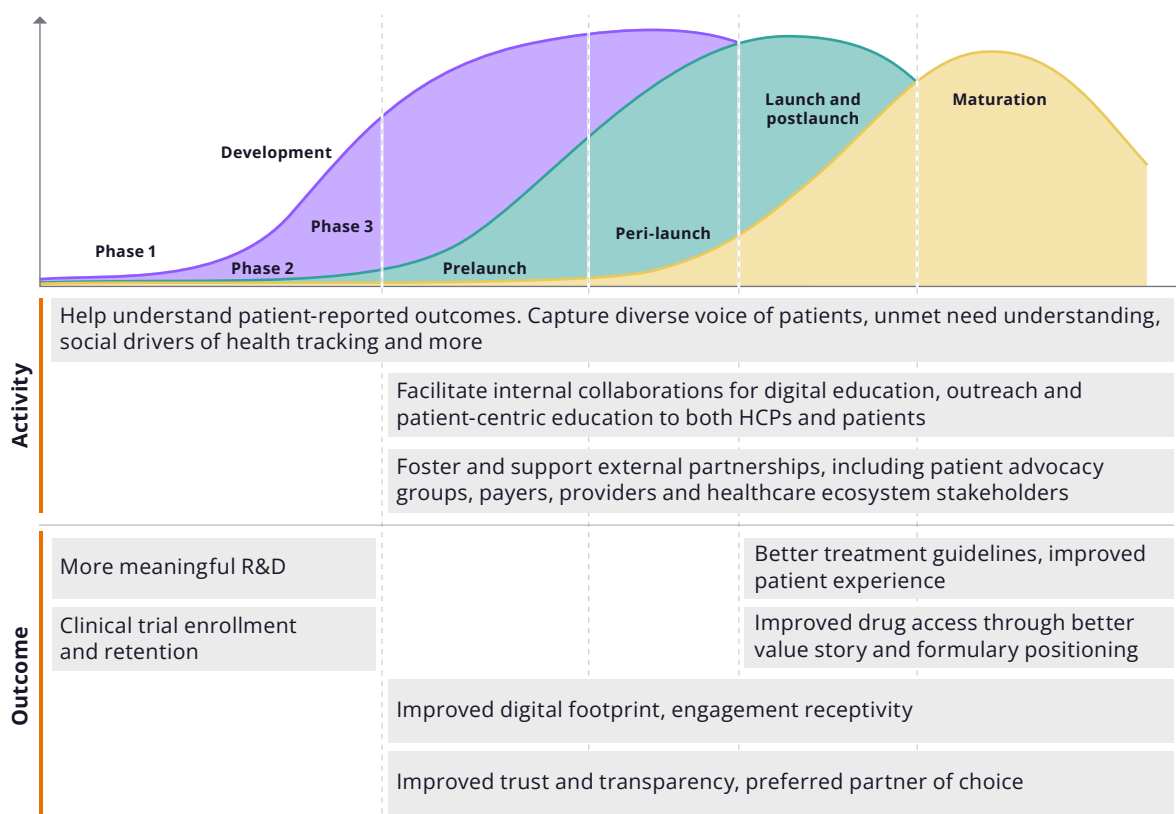 Launch and
postlaunch
Maturation
Development
Phase 3
Peri-launch
Phase 1
Phase 2
Prelaunch
Activity
Help understand patient-reported outcomes. Capture diverse voice of patients, unmet need understanding,
social drivers of health tracking and more
Facilitate internal collaborations for digital education, outreach and
patient-centric education to both HCPs and patients
Foster and support external partnerships, including patient advocacy
groups, payers, providers and healthcare ecosystem stakeholders
Outcome
More meaningful R&D
Better treatment guidelines, improved
patient experience
Clinical trial enrollment
and retention
Improved drug access through better
value story and formulary positioning
Improved digital footprint, engagement receptivity
Improved trust and transparency, preferred partner of choice